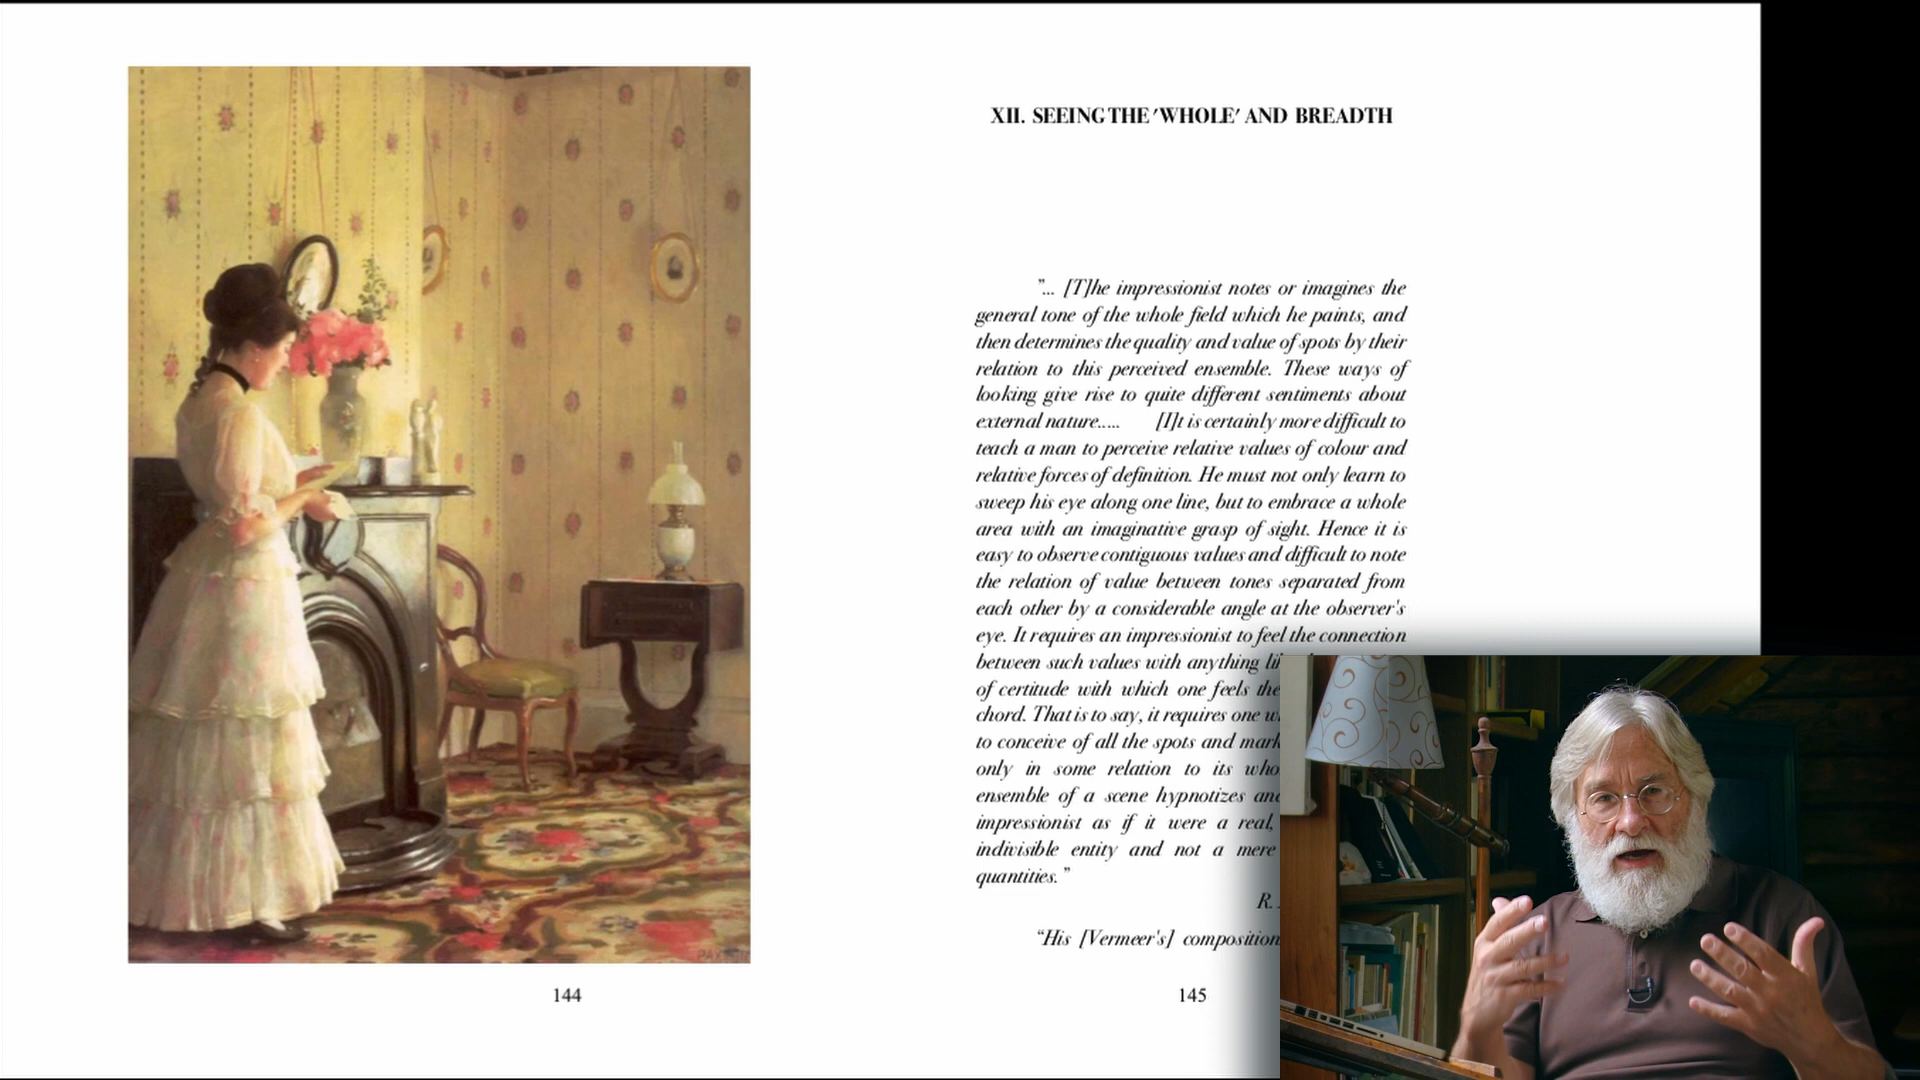 PAXTON
144
XII. SEEING THE 'WHOLE' AND BREADTH
"... [T]he impressionist notes or imagines the
general tone of the whole field which he paints, and
then determines the quality and value of spots by their
relation to this perceived ensemble. These ways of
looking give rise to quite different sentiments about
external nature.... [I]t is certainly more difficult to
teach a man to perceive relative values of colour and
relative forces of definition. He must not only learn to
sweep his eye along one line, but to embrace a whole
area with an imaginative grasp of sight. Hence it is
easy to observe contiguous values and difficult to note
the relation of value between tones separated from
each other by a considerable angle at the observer's
eye. It requires an impressionist to feel the connection
between such values with anything
of certitude with which one feels the
chord. That is to say, it requires one
to conceive of all the spots and
only in some relation to its
ensemble of a scene hypnotizes
impressionist as if it were a real,
indivisible entity and not a mere
quantities."
R.
"His [Vermeer's] composition
145